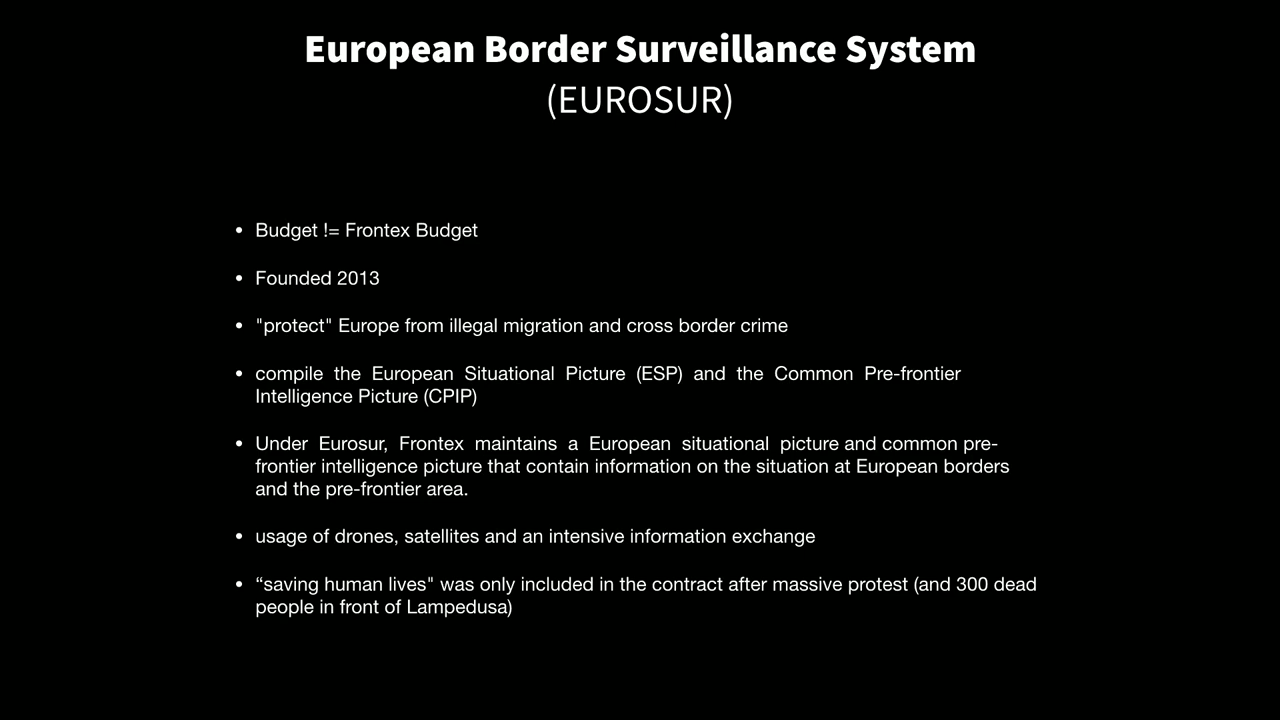 European Border Surveillance System
(EUROSUR)
• Budget != Frontex Budget
• Founded 2013
• "protect" Europe from illegal migration and cross border crime
• compile the European Situational Picture (ESP) and the Common Pre-frontier
Intelligence Picture (CPIP)
• Under Eurosur, Frontex maintains a European situational picture and common pre-
frontier intelligence picture that contain information on the situation at European borders
and the pre-frontier area.
• usage of drones, satellites and an intensive information exchange
• “saving human lives" was only included in the contract after massive protest (and 300 dead
people in front of Lampedusa)